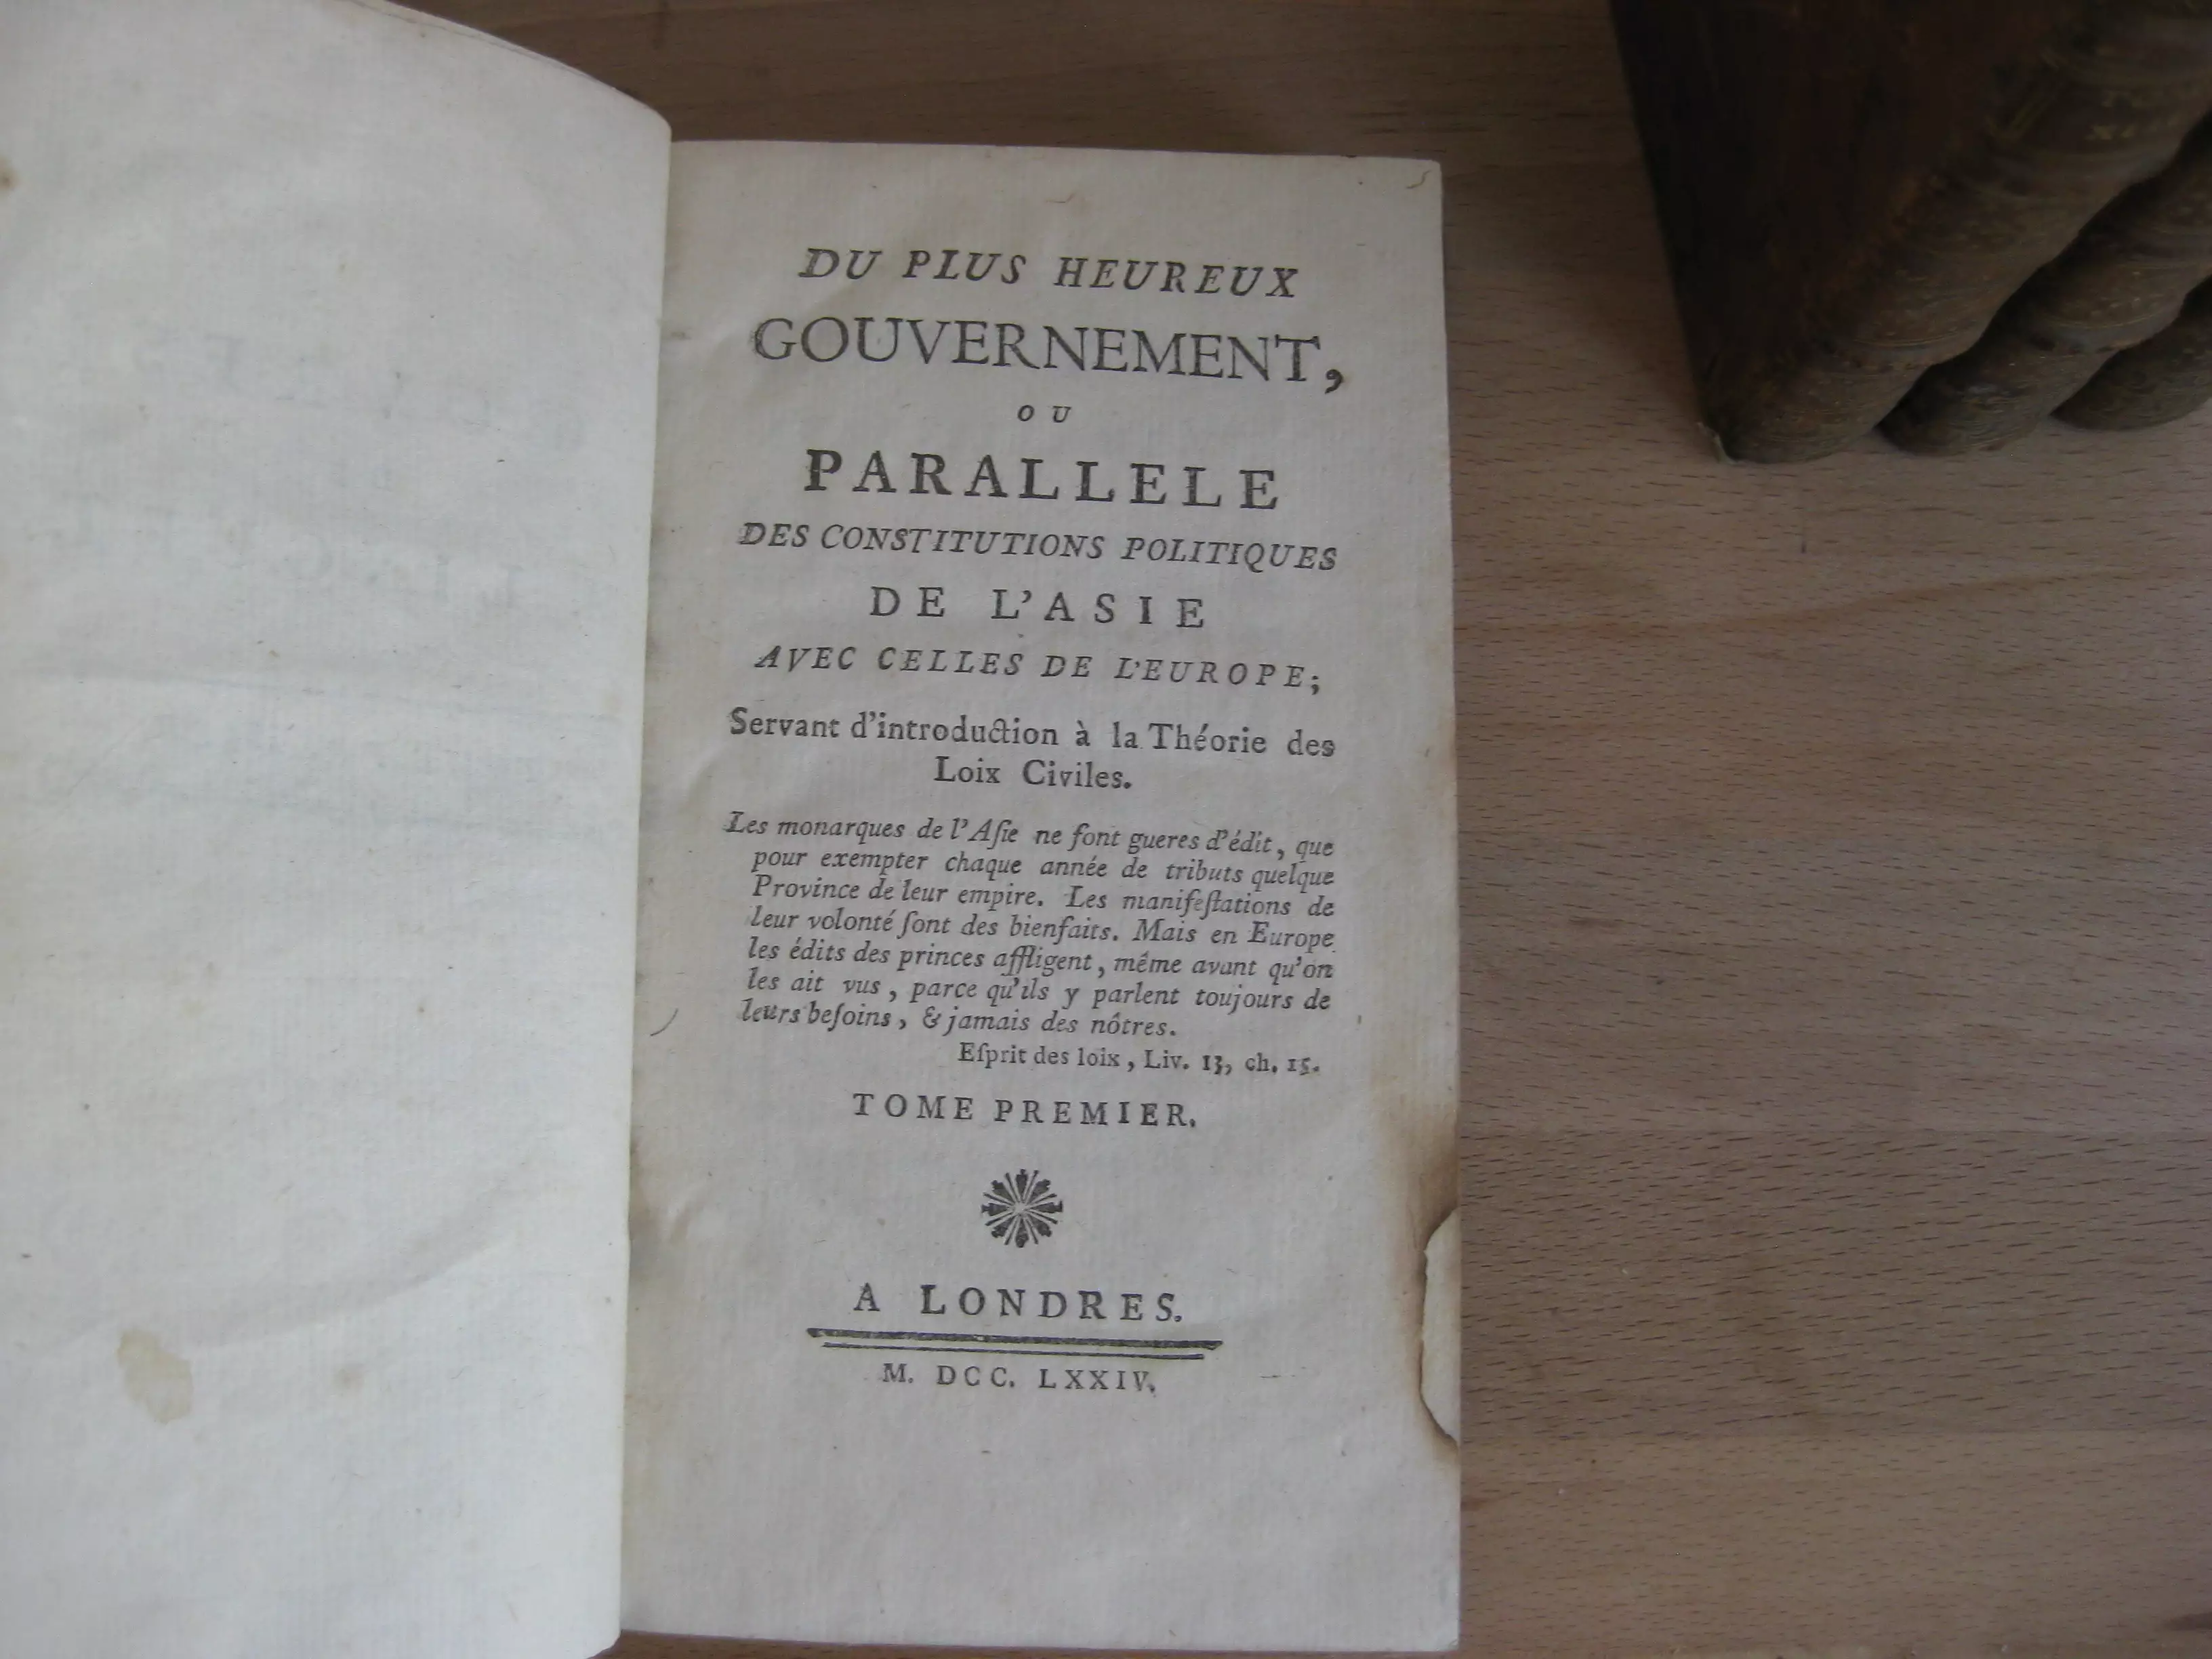 DU PLUS HEUREUX
GOUVERNEMENT,
OU
PARALLELE
DES CONSTITUTIONS POLITIQUES
DE L'ASIE
AVEC CELLES DE L'EUROPE;
Servant d'introduction à la Théorie des
Loix Civiles.
Les monarques de l'Aſie ne font gueres d'édit, que
pour exempter chaque année de tributs quelque
Province de leur empire. Les manifeſtations de
leur volonté ſont des bienfaits. Mais en Europe
les édits des princes affligent, même avant qu'on
les ait vus, parce qu'ils y parlent toujours de
leurs beſoins, & jamais des nôtres.
Eſprit des loix, Liv. 13, ch. 15.
TOME PREMIER.
A LONDRES.
M. DCC. LXXIV.